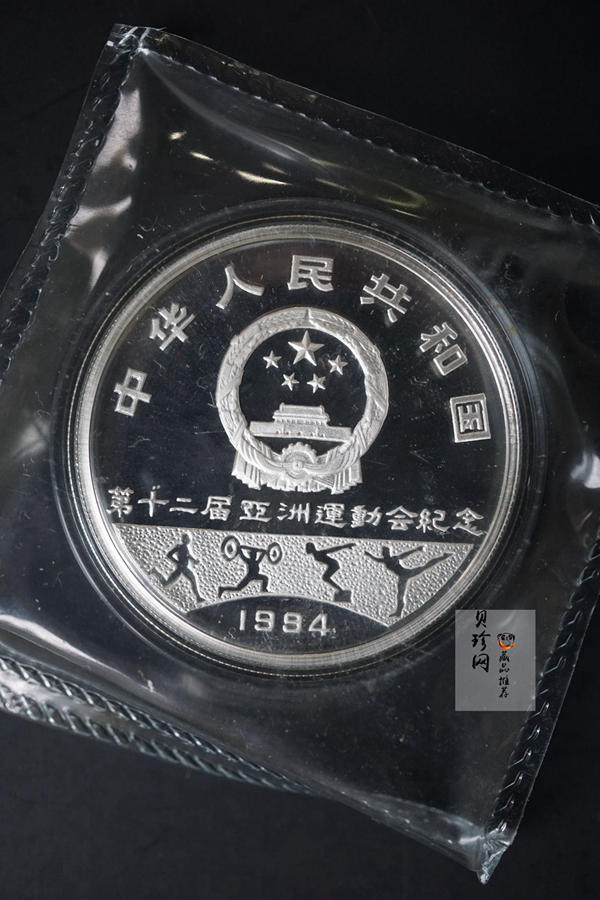 中华人民共和国
第十二届亞洲運動会紀念
1994
贝珍网
藏品推荐